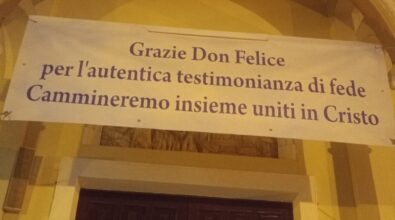 Grazie Don Felice
per l'autentica testimonianza di fede
Cammineremo insieme uniti in Cristo